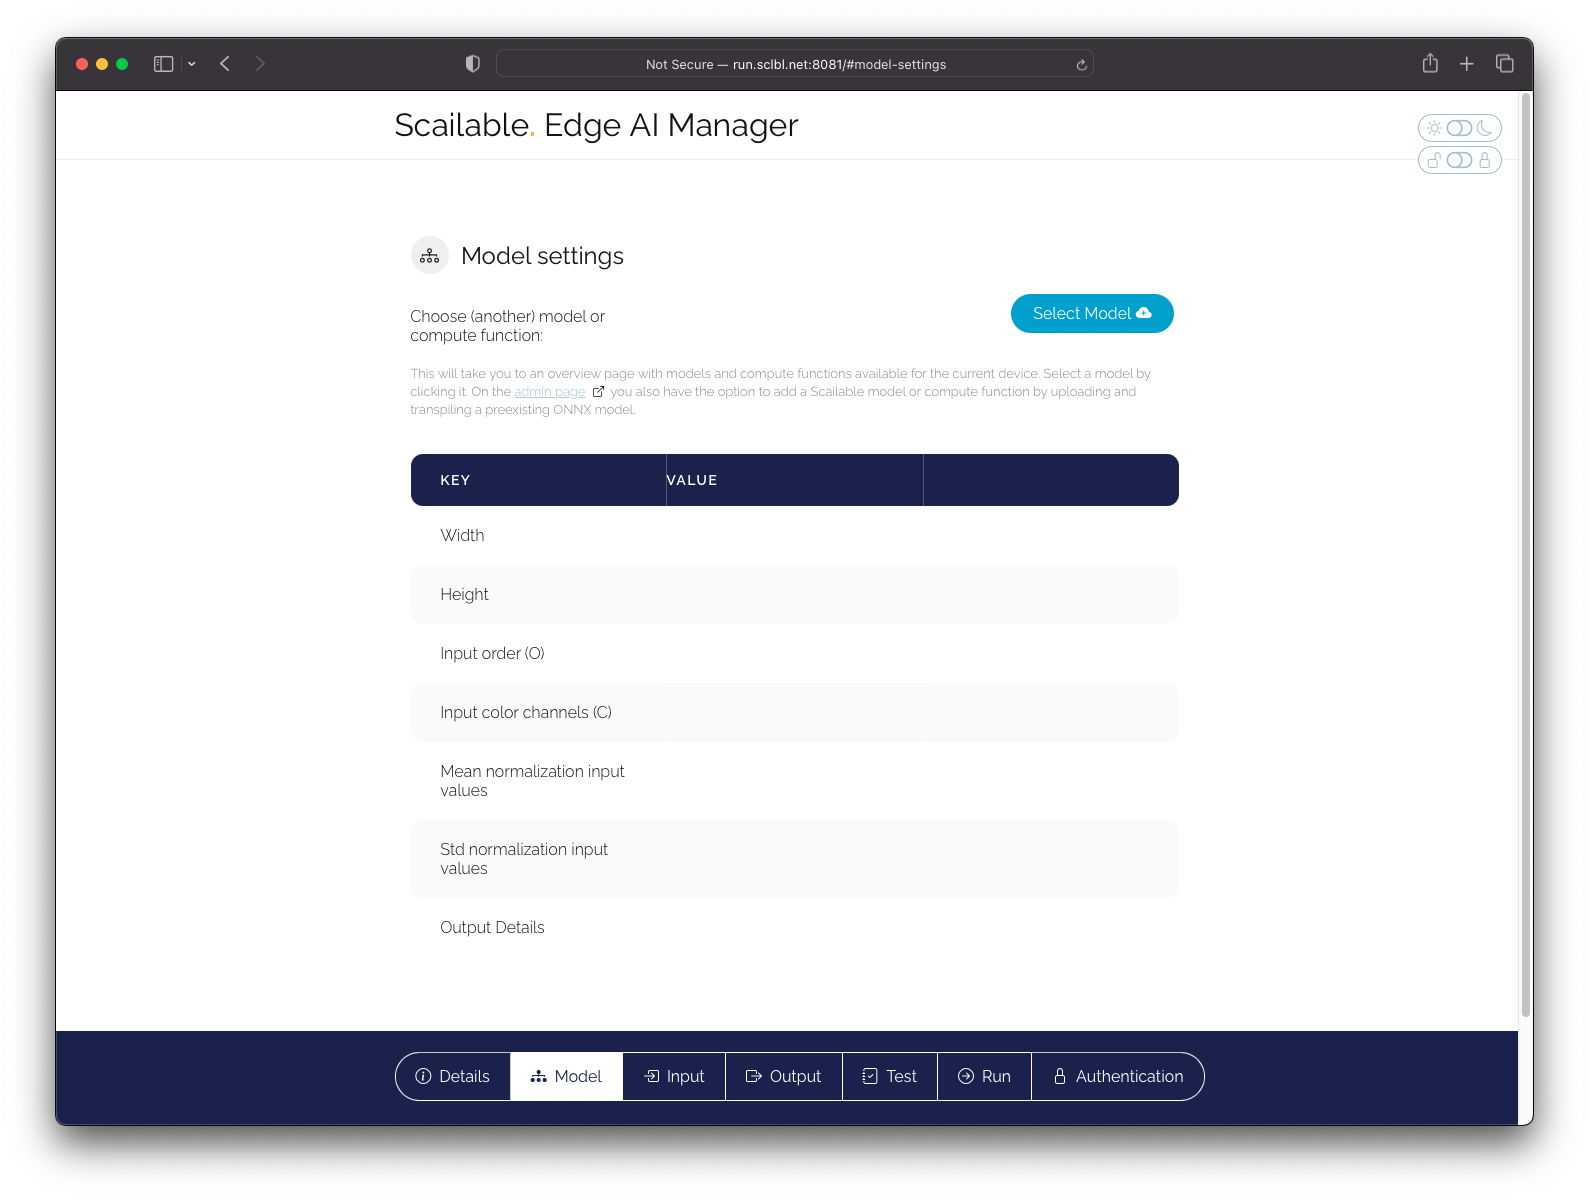 Not Secure — run.sclbl.net:8081/#model-settings
Scailable. Edge AI Manager
Model settings
Choose (another) model or
compute function:
Select Model
This will take you to an overview page with models and compute functions available for the current device. Select a model by
clicking it. On the admin page you also have the option to add a Scailable model or compute function by uploading and
transpiling a preexisting ONNX model.
KEY VALUE
Width
Height
Input order (O)
Input color channels (C)
Mean normalization input
values
Std normalization input
values
Output Details
Details Model Input Output Test Run Authentication